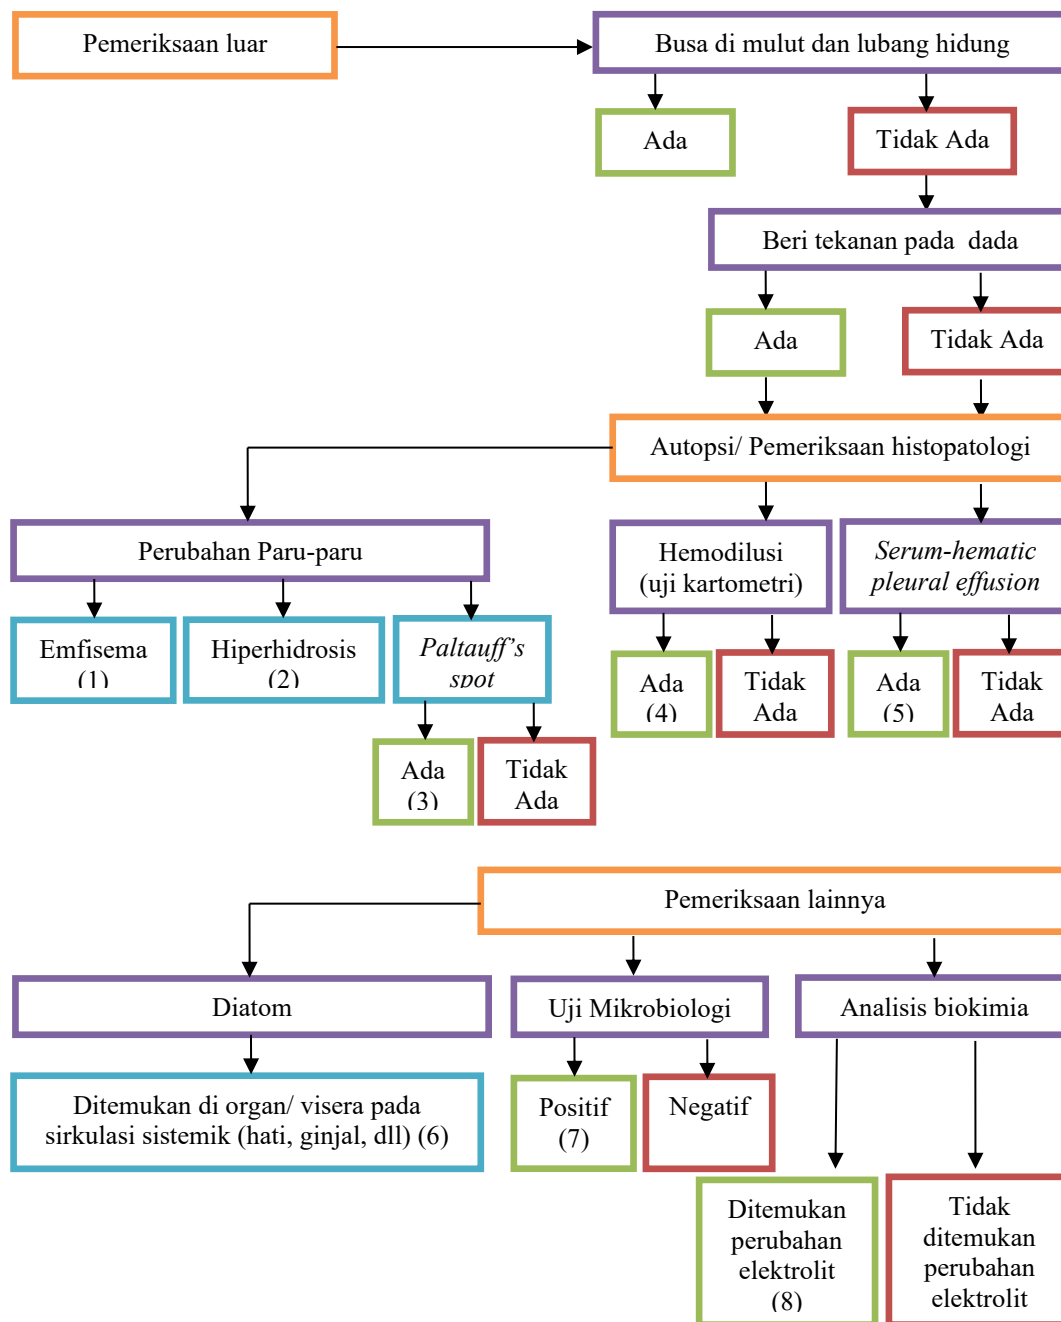 Pemeriksaan luar
Busa di mulut dan lubang hidung
Ada
Tidak Ada
Beri tekanan pada dada
Ada
Tidak Ada
Autopsi/ Pemeriksaan histopatologi
Perubahan Paru-paru
Hemodilusi
(uji kartometri)
Serum-hematic
pleural effusion
Emfisema
(1)
Hiperhidrosis
(2)
Paltauff's
spot
Ada
(4)
Tidak
Ada
Ada
(5)
Tidak
Ada
Ada
(3)
Tidak
Ada
Pemeriksaan lainnya
Diatom
Uji Mikrobiologi
Analisis biokimia
Ditemukan di organ/ visera pada
sirkulasi sistemik (hati, ginjal, dll) (6)
Positif
(7)
Negatif
Ditemukan
perubahan
elektrolit
(8)
Tidak
ditemukan
perubahan
elektrolit